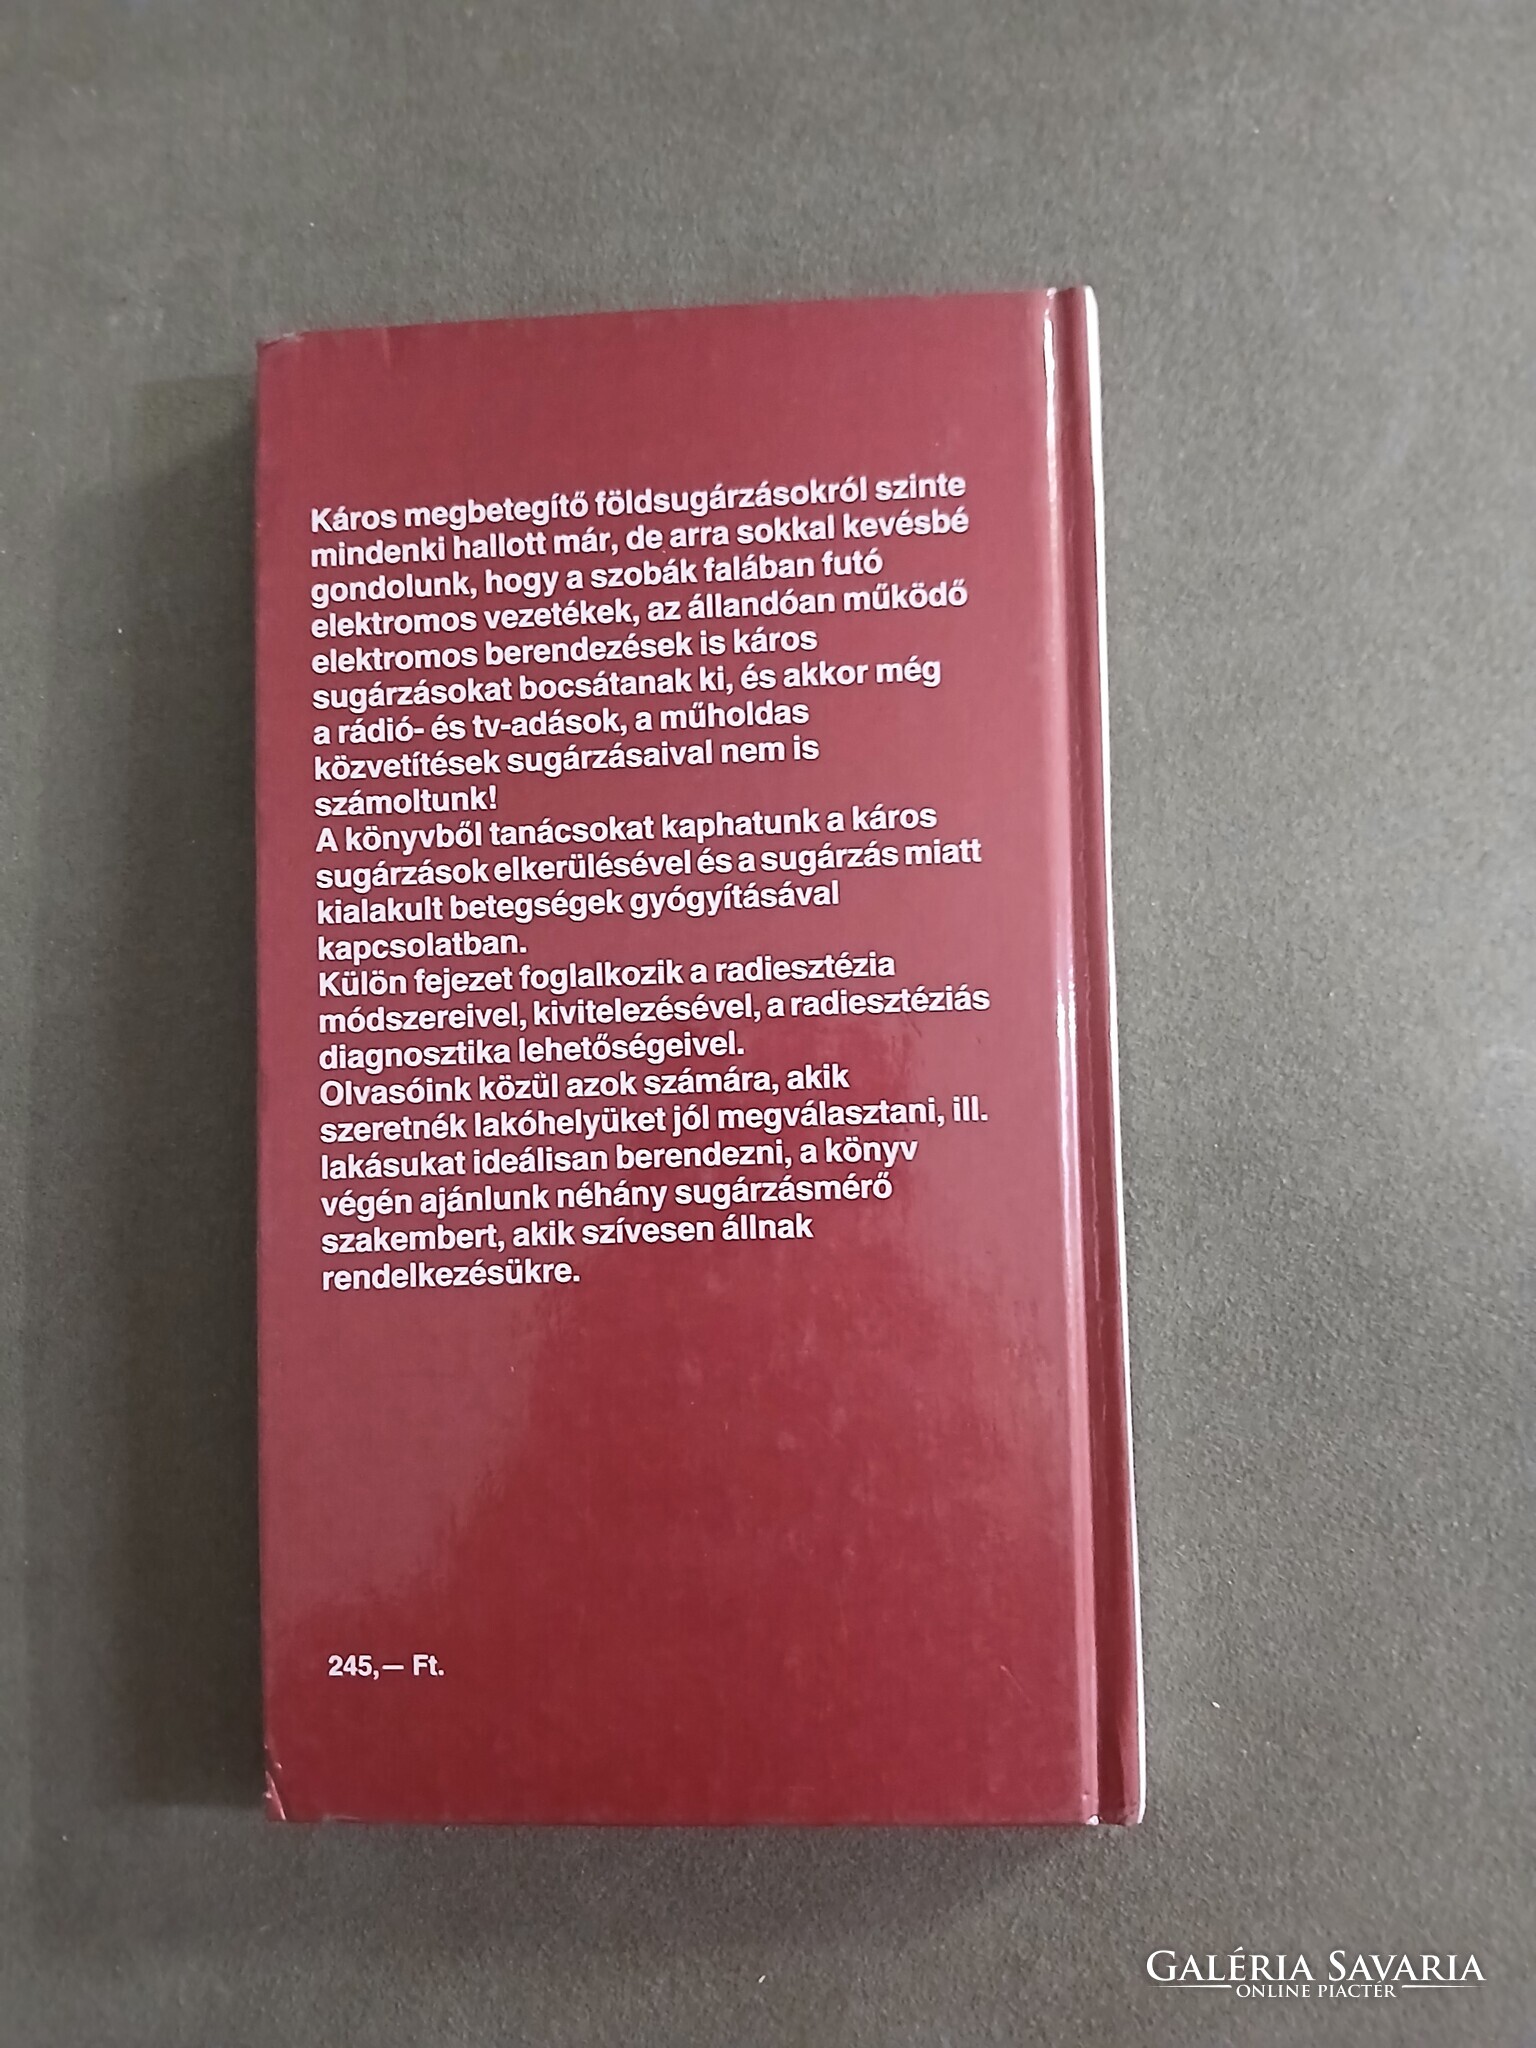 Káros megbetegítő földsugárzásokról szinte
mindenki hallott már, de arra sokkal kevésbé
gondolunk, hogy a szobák falában futó
elektromos vezetékek, az állandóan működő
elektromos berendezések is káros
sugárzásokat bocsátanak ki, és akkor még
a rádió- és tv-adások, a műholdas
közvetítések sugárzásaival nem is
számoltunk!
A könyvből tanácsokat kaphatunk a káros
sugárzások elkerülésével és a sugárzás miatt
kialakult betegségek gyógyításával
kapcsolatban.
Külön fejezet foglalkozik a radiesztézia
módszereivel, kivitelezésével, a radiesztéziás
diagnosztika lehetőségeivel.
Olvasóink közül azok számára, akik
szeretnék lakóhelyüket jól megválasztani, ill.
lakásukat ideálisan berendezni, a könyv
végén ajánlunk néhány sugárzásmérő
szakembert, akik szívesen állnak
rendelkezésükre.
245,— Ft.
GALÉRIA SAVARIA
ONLINE PIACTÉR